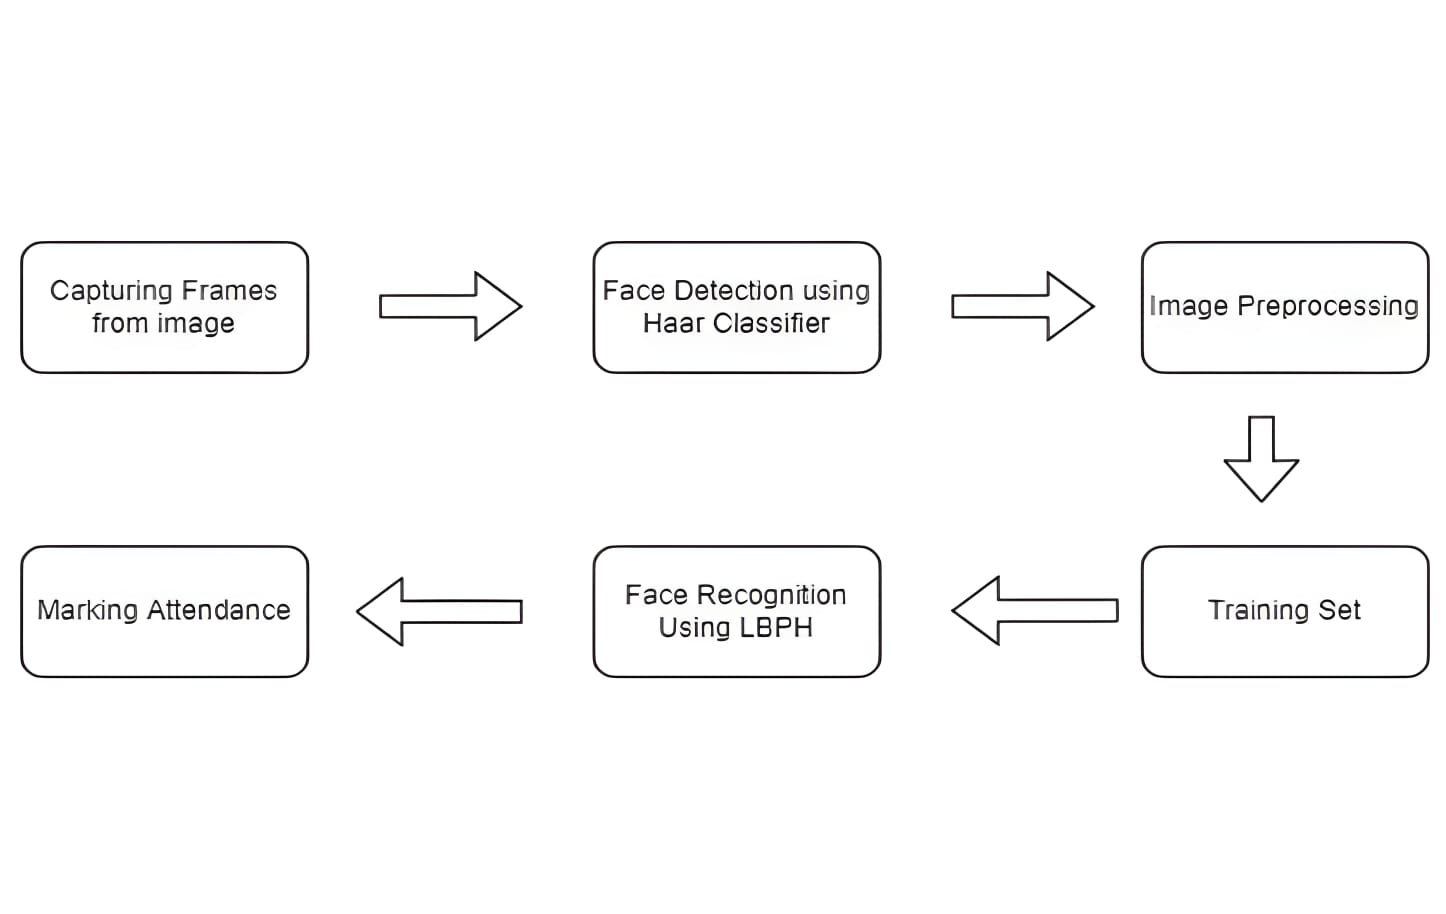 Capturing Frames
from image
Face Detection using
Haar Classifier
Image Preprocessing
Training Set
Face Recognition
Using LBPH
Marking Attendance